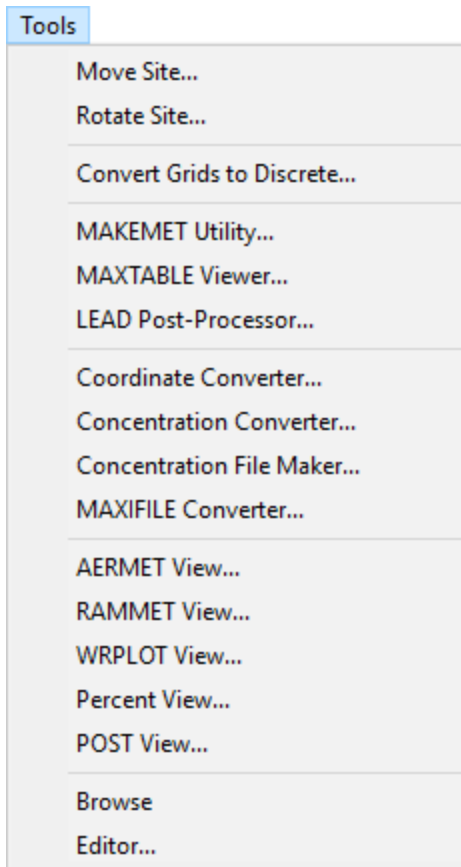 Tools
Move Site...
Rotate Site...
Convert Grids to Discrete...
MAKEMET Utility...
MAXTABLE Viewer...
LEAD Post-Processor...
Coordinate Converter...
Concentration Converter...
Concentration File Maker...
MAXIFILE Converter...
AERMET View...
RAMMET View...
WRPLOT View...
Percent View...
POST View...
Browse
Editor...